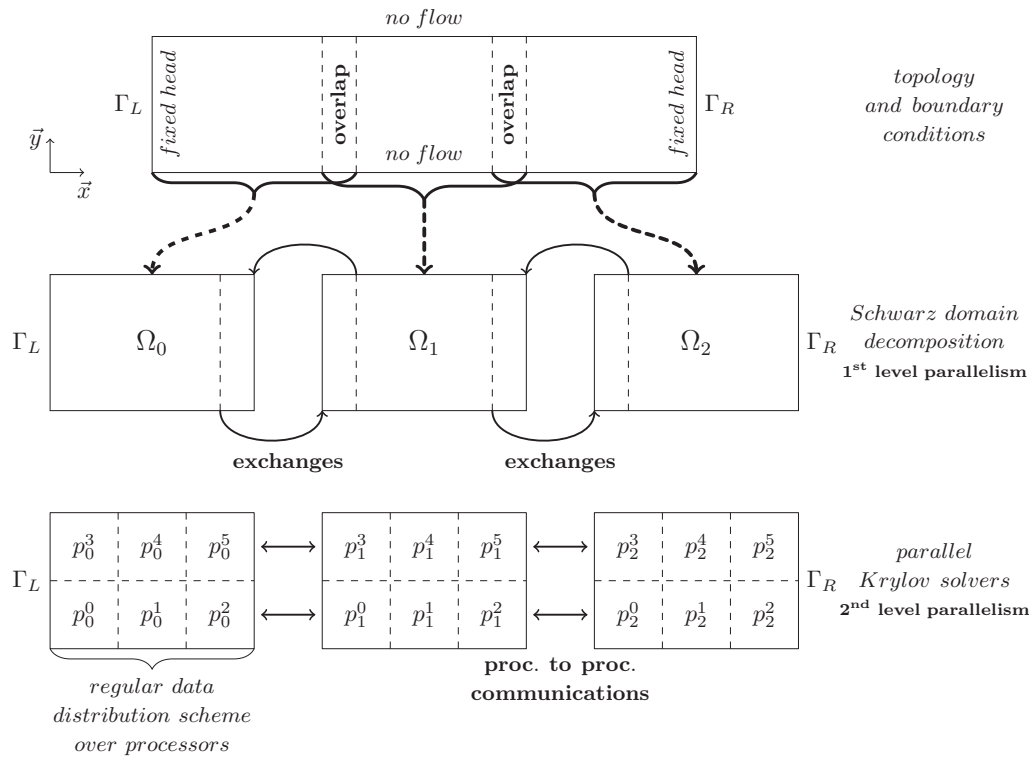 no flow
Γ_L
fixed head
overlap
overlap
fixed head
Γ_R
topology
and boundary
conditions
no flow
y⃗
x⃗
Γ_L
Ω_0
Ω_1
Ω_2
Γ_R
Schwarz domain
decomposition
1st level parallelism
exchanges
exchanges
Γ_L
p_0^3 p_0^4 p_0^5
p_1^3 p_1^4 p_1^5
p_2^3 p_2^4 p_2^5
p_0^0 p_0^1 p_0^2
p_1^0 p_1^1 p_1^2
p_2^0 p_2^1 p_2^2
Γ_R
parallel
Krylov solvers
2nd level parallelism
proc. to proc.
communications
regular data
distribution scheme
over processors